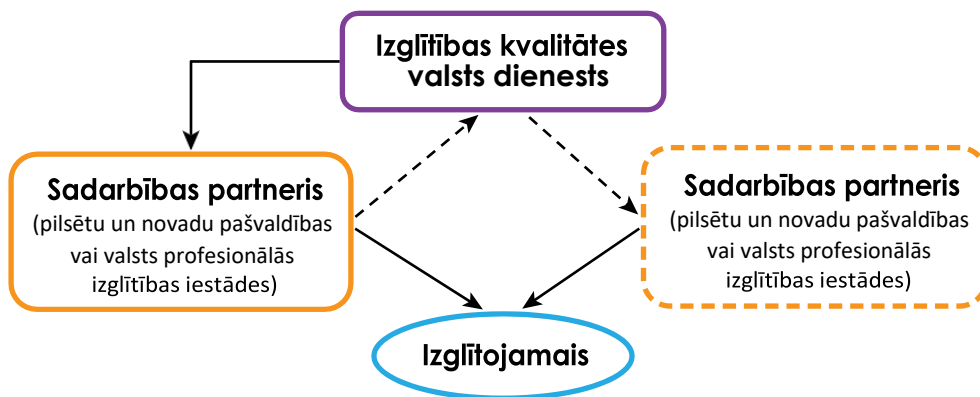 Izglītības kvalitātes
valsts dienests
Sadarbības partneris
(pilsētu un novadu pašvaldības
vai valsts profesionālās
izglītības iestādes)
Sadarbības partneris
(pilsētu un novadu pašvaldības
vai valsts profesionālās
izglītības iestādes)
Izglītojamais